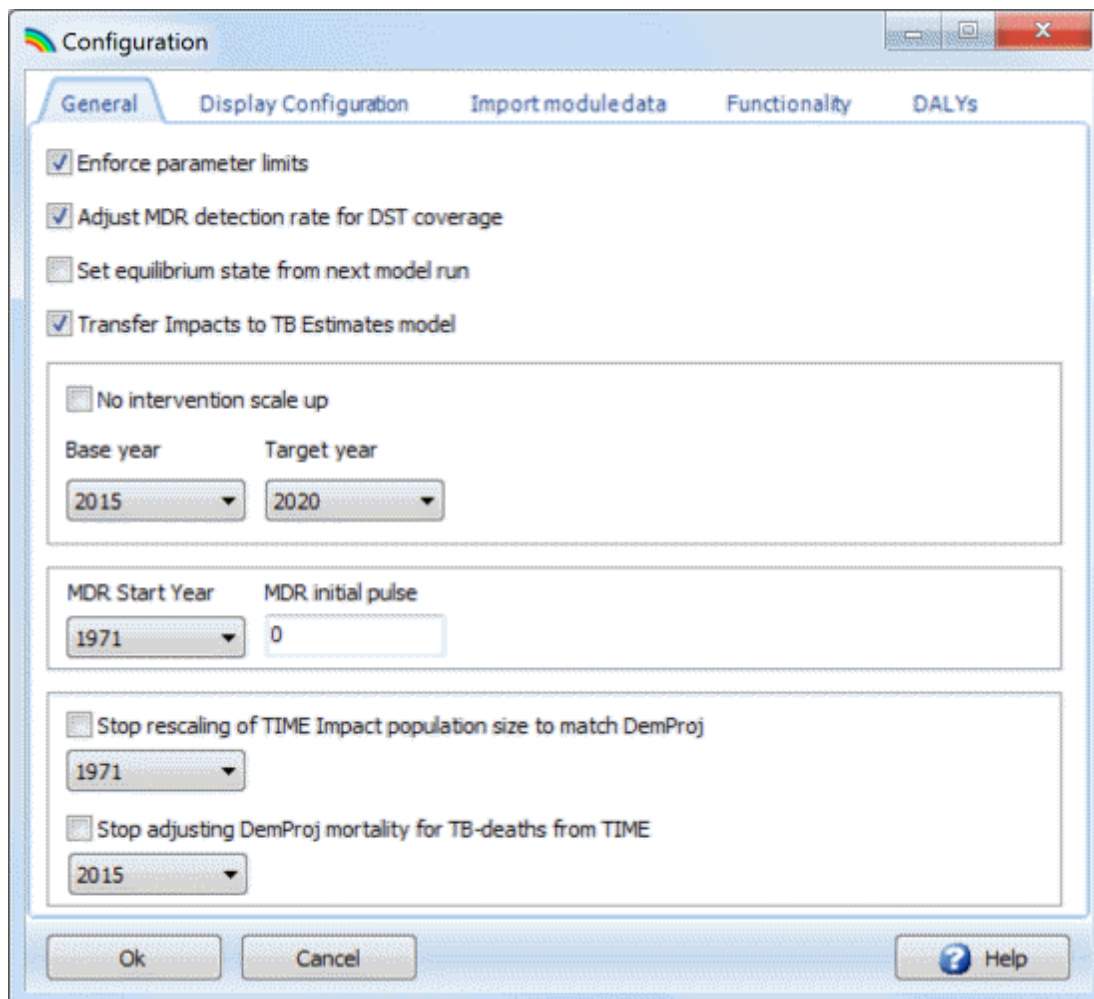 Configuration
General Display Configuration Import module data Functionality DALYs
Enforce parameter limits
Adjust MDR detection rate for DST coverage
Set equilibrium state from next model run
Transfer Impacts to TB Estimates model
No intervention scale up
Base year Target year
2015 2020
MDR Start Year MDR initial pulse
1971 0
Stop rescaling of TIME Impact population size to match DemProj
1971
Stop adjusting DemProj mortality for TB-deaths from TIME
2015
Ok Cancel ? Help